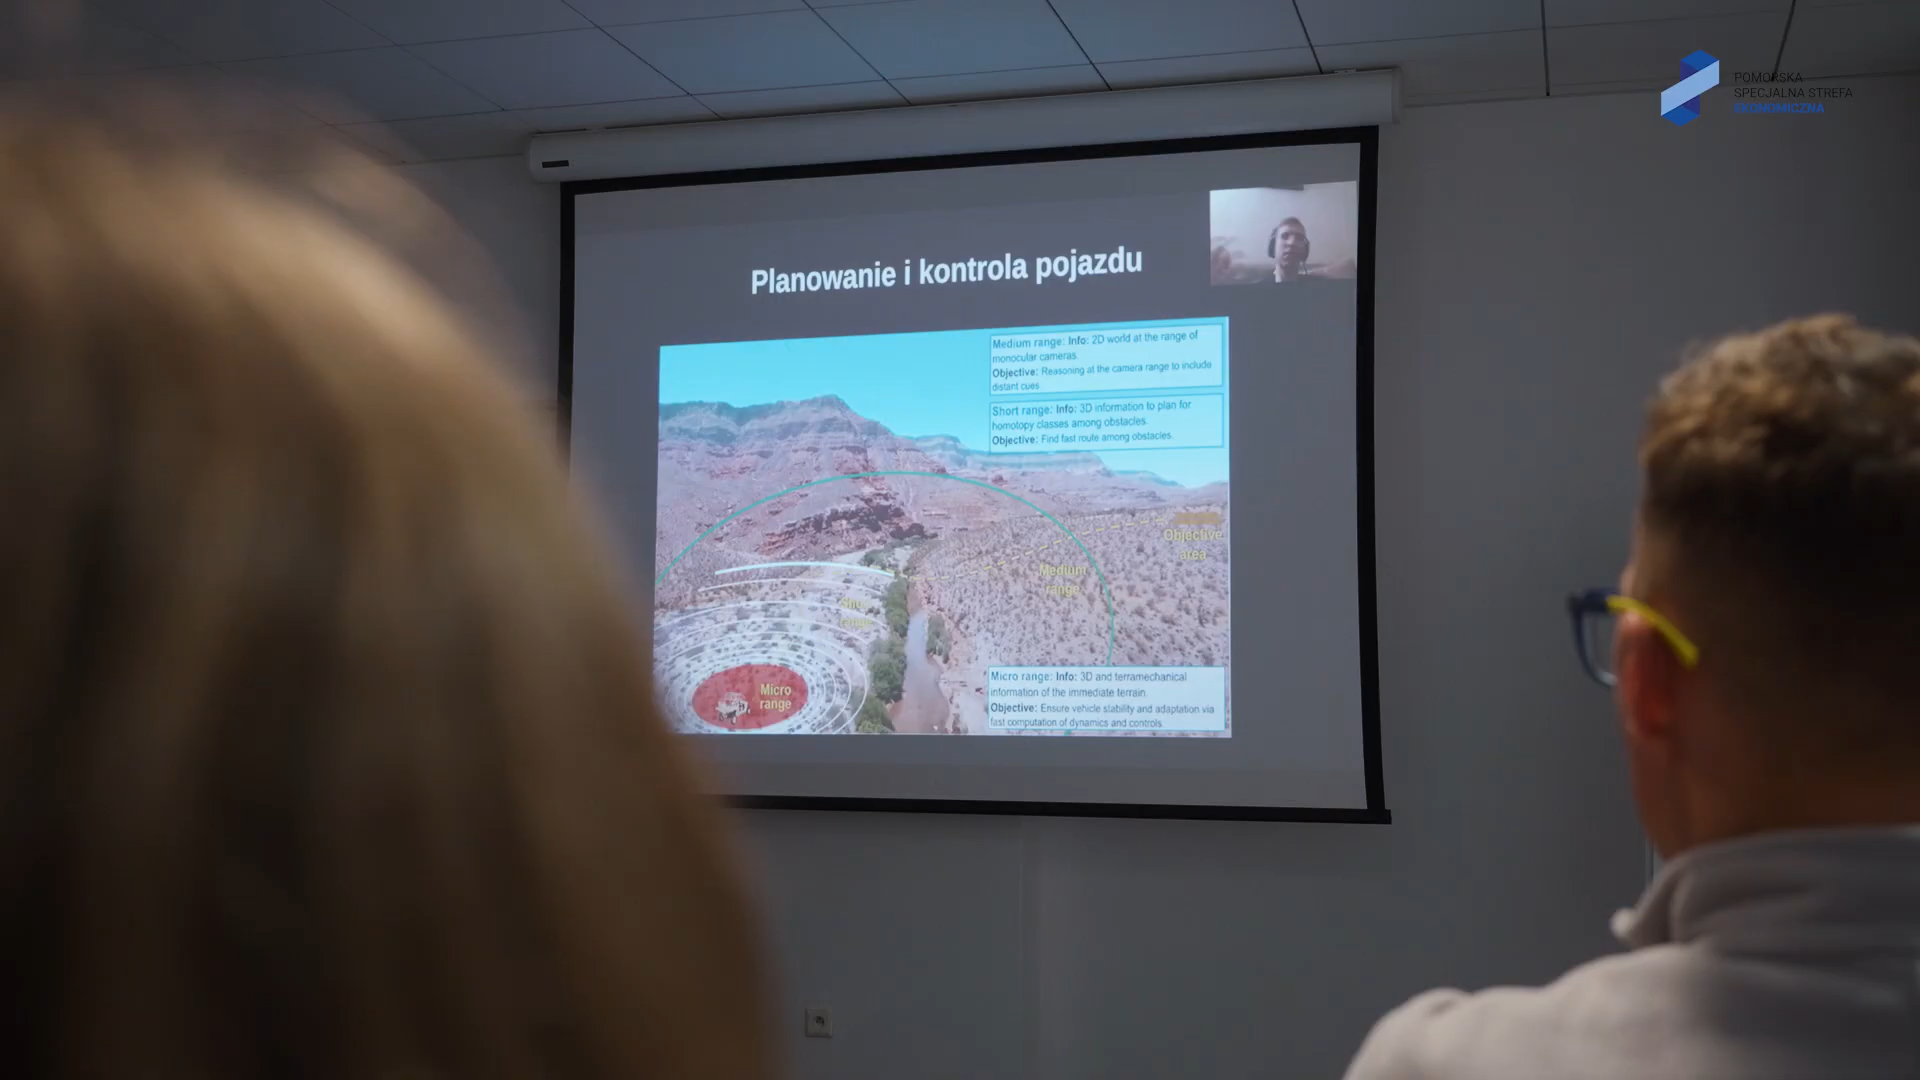 POMORSKA
SPECJALNA STREFA
EKONOMICZNA
Planowanie i kontrola pojazdu
Medium range: Info: 2D world at the range of
monocular cameras
Objective: Reasoning at the camera range to include
distant cues
Short range: Info: 3D information to plan for
homotopy classes among obstacles.
Objective: Find fast route among obstacles.
Objective
area
Medium
range
Short
range
Micro
range
Micro range: Info: 3D and terramechanical
information of the immediate terrain
Objective: Ensure vehicle stability and adaptation via
fast computation of dynamics and controls.